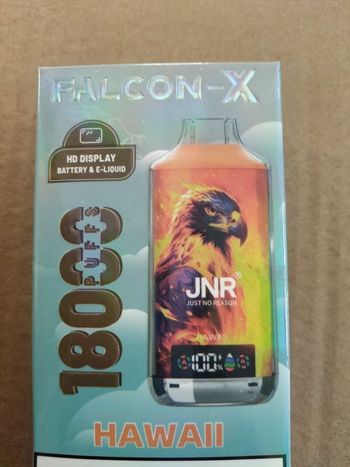 FALCON-X
HD DISPLAY
BATTERY & E-LIQUID
18000
PUFFS
JNR®
JUST NO REASON
HAWAII
100%
HAWAII